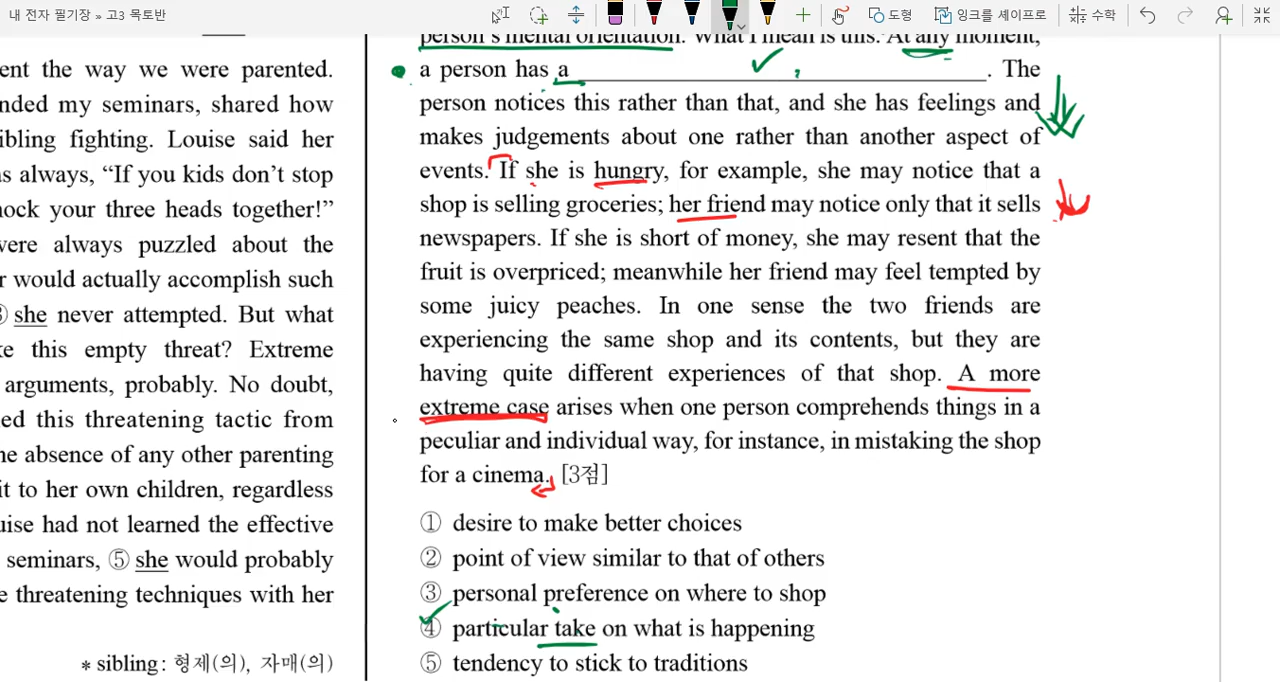 내 전자 필기장 » 고3 목토반
도형
잉크를 셰이프로
수학
ent the way we were parented.
nded my seminars, shared how
ibling fighting. Louise said her
as always, “If you kids don’t stop
nock your three heads together!”
were always puzzled about the
r would actually accomplish such
she never attempted. But what
ke this empty threat? Extreme
arguments, probably. No doubt,
ed this threatening tactic from
he absence of any other parenting
it to her own children, regardless
uise had not learned the effective
seminars, ⑤ she would probably
e threatening techniques with her
* sibling: 형제(의), 자매(의)
person’s mental orientation. What I mean is this: At any moment,
a person has a ________. The
person notices this rather than that, and she has feelings and
makes judgements about one rather than another aspect of
events. If she is hungry, for example, she may notice that a
shop is selling groceries; her friend may notice only that it sells
newspapers. If she is short of money, she may resent that the
fruit is overpriced; meanwhile her friend may feel tempted by
some juicy peaches. In one sense the two friends are
experiencing the same shop and its contents, but they are
having quite different experiences of that shop. A more
extreme case arises when one person comprehends things in a
peculiar and individual way, for instance, in mistaking the shop
for a cinema. [3점]
① desire to make better choices
② point of view similar to that of others
③ personal preference on where to shop
④ particular take on what is happening
⑤ tendency to stick to traditions